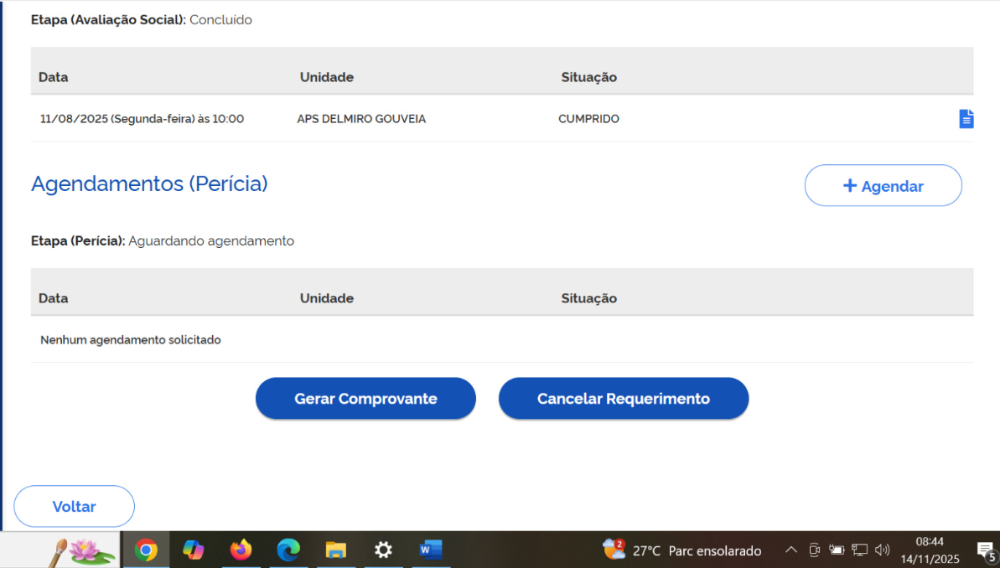 Etapa (Avaliação Social): Concluído
Data Unidade Situação
11/08/2025 (Segunda-feira) às 10:00 APS DELMIRO GOUVEIA CUMPRIDO
Agendamentos (Perícia) + Agendar
Etapa (Perícia): Aguardando agendamento
Data Unidade Situação
Nenhum agendamento solicitado
Gerar Comprovante Cancelar Requerimento
Voltar
W 2 27°C Parc ensolarado 08:44
14/11/2025 5